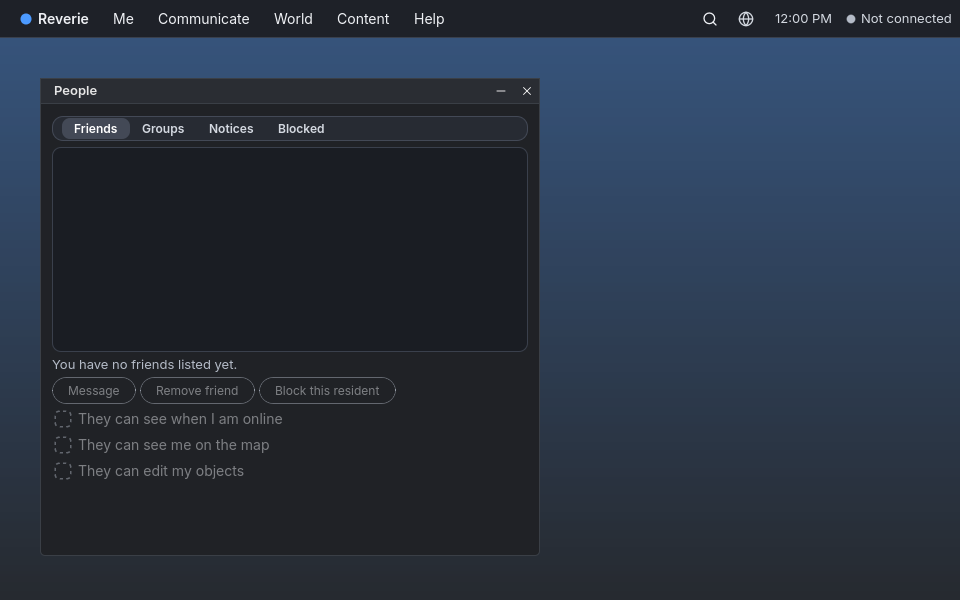 Reverie Me Communicate World Content Help 12:00 PM Not connected
People
Friends Groups Notices Blocked
You have no friends listed yet.
Message Remove friend Block this resident
They can see when I am online
They can see me on the map
They can edit my objects